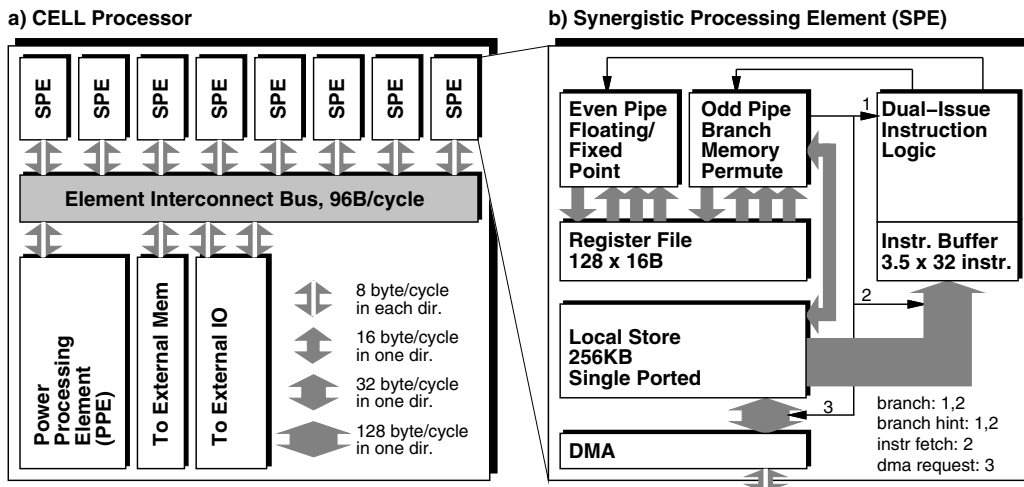 a) CELL Processor
SPE
SPE
SPE
SPE
SPE
SPE
SPE
SPE
Element Interconnect Bus, 96B/cycle
Power
Processing
Element
(PPE)
To External Mem
To External IO
8 byte/cycle
in each dir.
16 byte/cycle
in one dir.
32 byte/cycle
in one dir.
128 byte/cycle
in one dir.
b) Synergistic Processing Element (SPE)
Even Pipe
Floating/
Fixed
Point
Odd Pipe
Branch
Memory
Permute
1
Dual–Issue
Instruction
Logic
Register File
128 x 16B
Instr. Buffer
3.5 x 32 instr.
2
Local Store
256KB
Single Ported
3
DMA
branch: 1,2
branch hint: 1,2
instr fetch: 2
dma request: 3